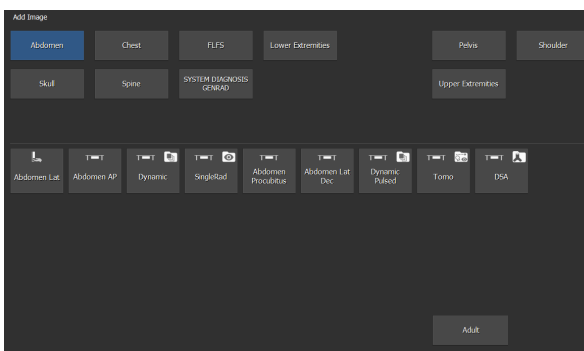 Add Image
Abdomen
Chest
FLFS
Lower Extremities
Pelvis
Shoulder
Skull
Spine
SYSTEM DIAGNOSIS
GENRAD
Upper Extremities
Abdomen Lat
Abdomen AP
Dynamic
SingleRad
Abdomen
Procubitus
Abdomen Lat
Dec
Dynamic
Pulsed
Tomo
DSA
Adult